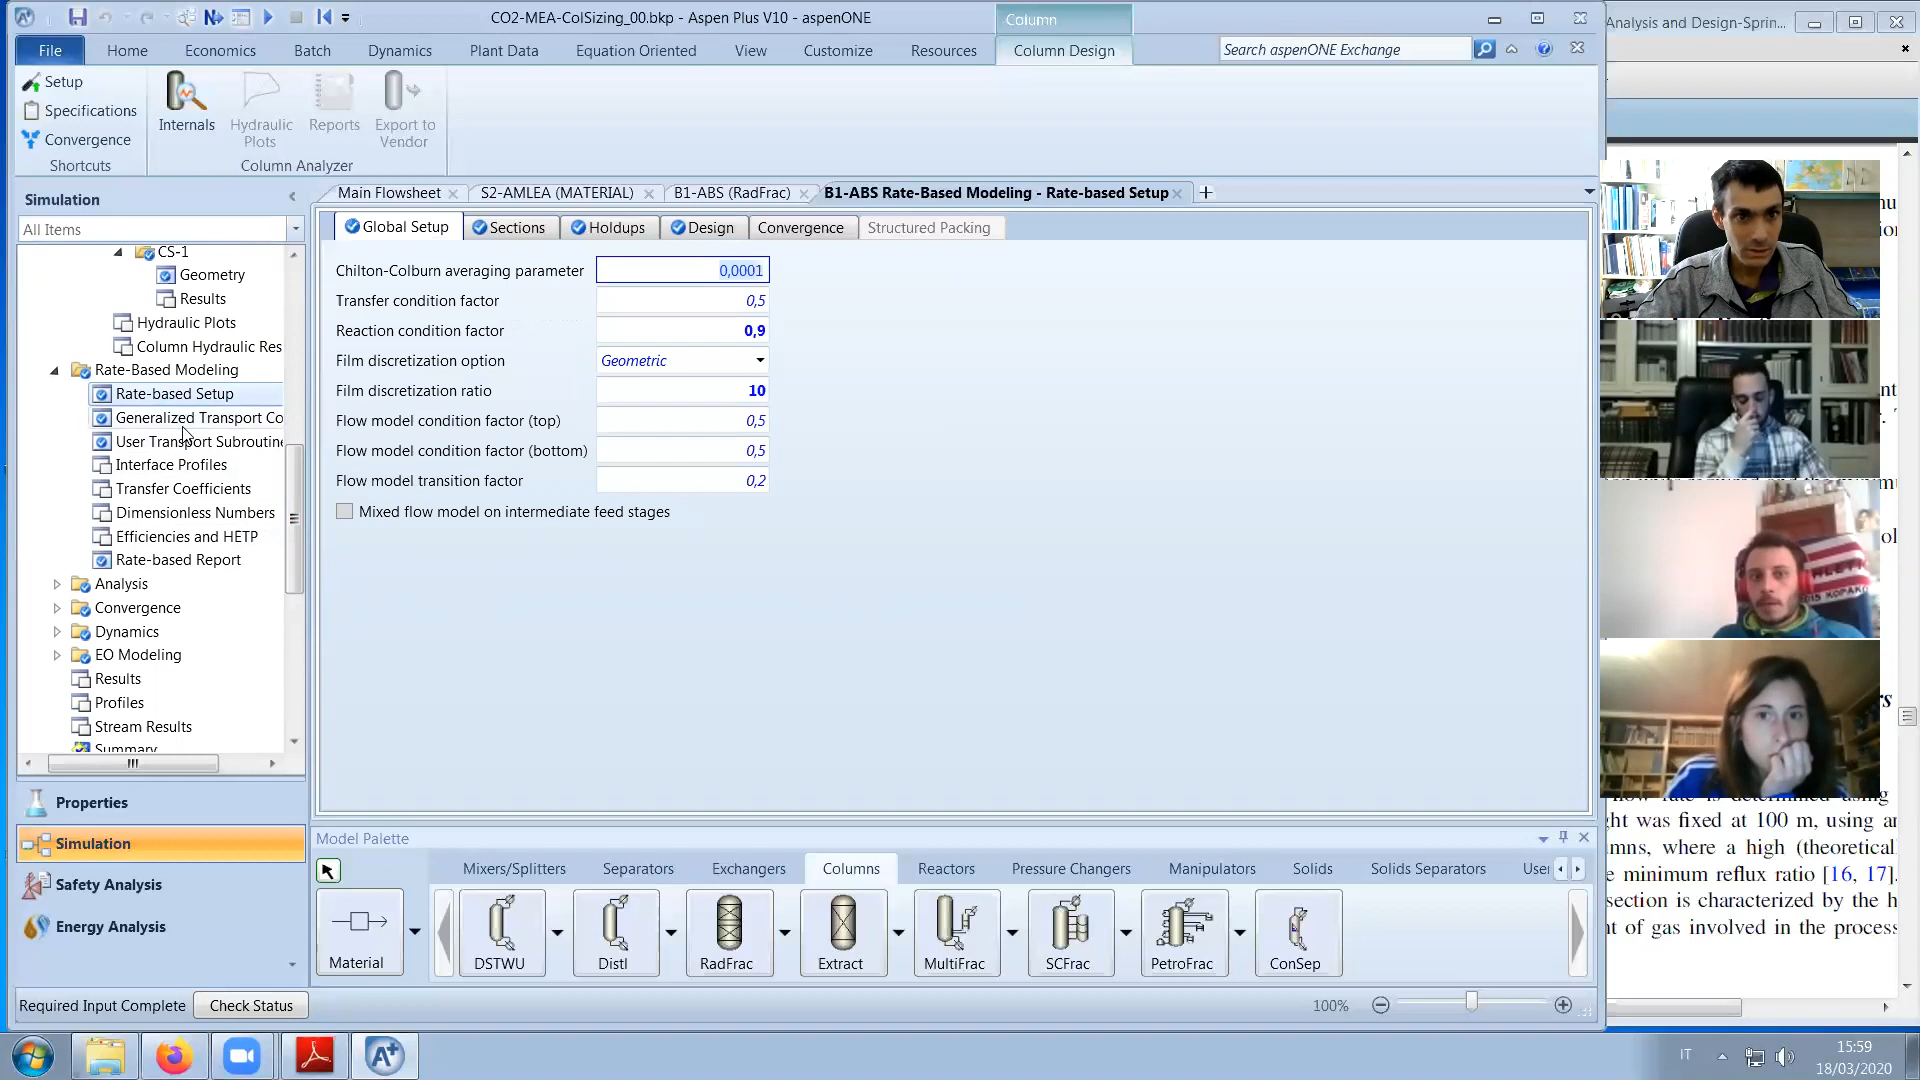 CO2-MEA-ColSizing_00.bkp - Aspen Plus V10 - aspenONE
Column
Analysis and Design-Sprin...
File
Home
Economics
Batch
Dynamics
Plant Data
Equation Oriented
View
Customize
Resources
Column Design
Search aspenONE Exchange
Setup
Specifications
Convergence
Shortcuts
Internals
Hydraulic Plots
Reports
Export to Vendor
Column Analyzer
Simulation
All Items
CS-1
Geometry
Results
Hydraulic Plots
Column Hydraulic Res
Rate-Based Modeling
Rate-based Setup
Generalized Transport Co
User Transport Subroutine
Interface Profiles
Transfer Coefficients
Dimensionless Numbers
Efficiencies and HETP
Rate-based Report
Analysis
Convergence
Dynamics
EO Modeling
Results
Profiles
Stream Results
Summary
Properties
Simulation
Safety Analysis
Energy Analysis
Main Flowsheet
S2-AMLEA (MATERIAL)
B1-ABS (RadFrac)
B1-ABS Rate-Based Modeling - Rate-based Setup
Global Setup
Sections
Holdups
Design
Convergence
Structured Packing
Chilton-Colburn averaging parameter 0,0001
Transfer condition factor 0,5
Reaction condition factor 0,9
Film discretization option Geometric
Film discretization ratio 10
Flow model condition factor (top) 0,5
Flow model condition factor (bottom) 0,5
Flow model transition factor 0,2
Mixed flow model on intermediate feed stages
Model Palette
Mixers/Splitters
Separators
Exchangers
Columns
Reactors
Pressure Changers
Manipulators
Solids
Solids Separators
User
Material
DSTWU
Distl
RadFrac
Extract
MultiFrac
SCFrac
PetroFrac
ConSep
Required Input Complete
Check Status
100%
flow rate is determined using
ght was fixed at 100 m, using an
umns, where a high (theoretical
e minimum reflux ratio [16, 17].
section is characterized by the h
nt of gas involved in the process
IT
15:59
18/03/2020